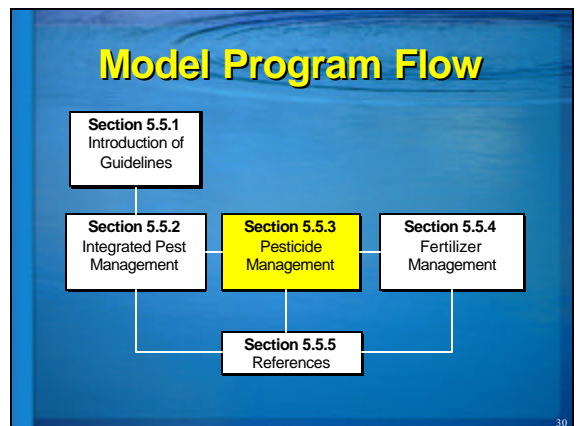 Model Program Flow
Section 5.5.1
Introduction of
Guidelines
Section 5.5.2
Integrated Pest
Management
Section 5.5.3
Pesticide
Management
Section 5.5.4
Fertilizer
Management
Section 5.5.5
References
30